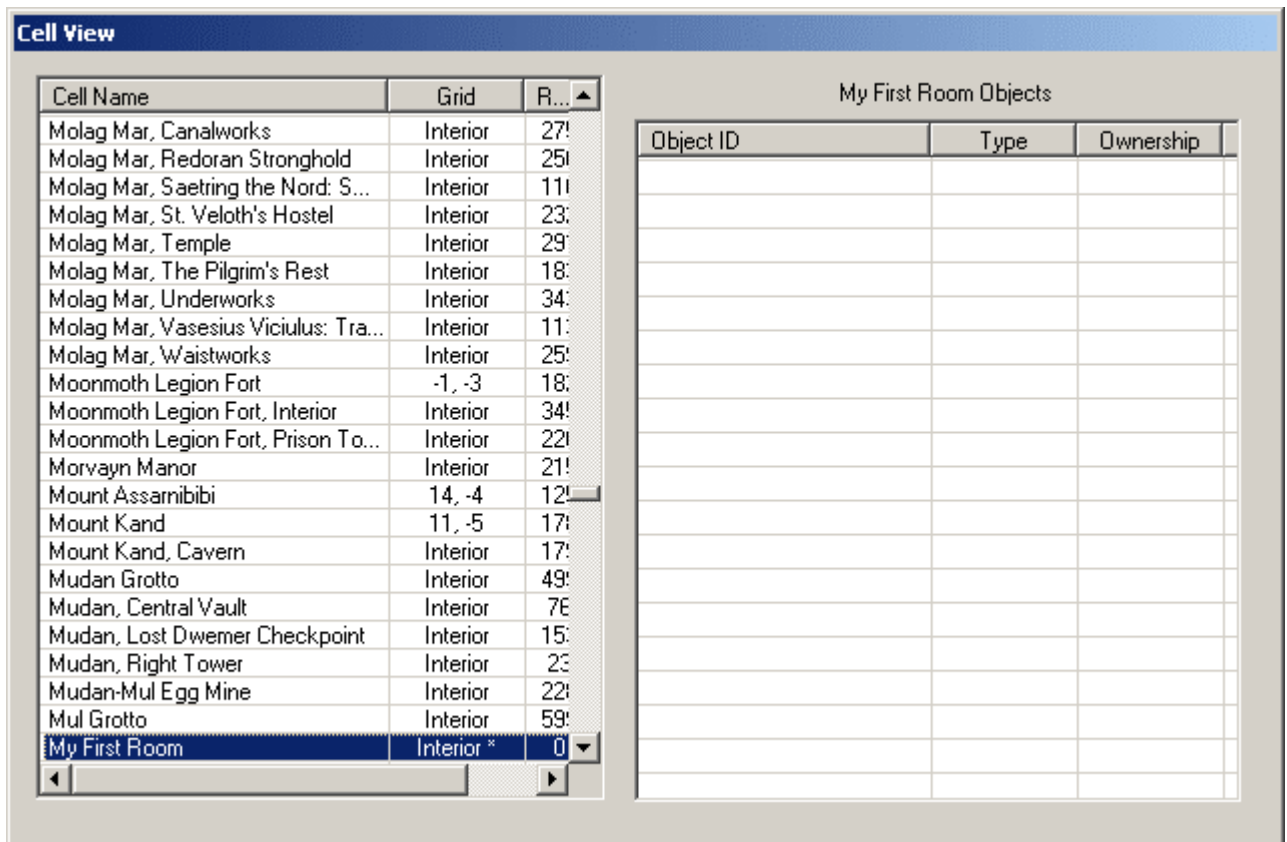 Cell View
Cell Name Grid R...
My First Room Objects
Object ID Type Ownership
Molag Mar, Canalworks Interior
Molag Mar, Redoran Stronghold Interior
Molag Mar, Saetring the Nord: S... Interior
Molag Mar, St. Veloth's Hostel Interior
Molag Mar, Temple Interior
Molag Mar, The Pilgrim's Rest Interior
Molag Mar, Underworks Interior
Molag Mar, Vasesius Viciulus: Tra... Interior
Molag Mar, Waistworks Interior
Moonmoth Legion Fort -1, -3
Moonmoth Legion Fort, Interior Interior
Moonmoth Legion Fort, Prison To... Interior
Morvayn Manor Interior
Mount Assarnibibi 14, -4
Mount Kand 11, -5
Mount Kand, Cavern Interior
Mudan Grotto Interior
Mudan, Central Vault Interior
Mudan, Lost Dwemer Checkpoint Interior
Mudan, Right Tower Interior
Mudan-Mul Egg Mine Interior
Mul Grotto Interior
My First Room Interior * 0